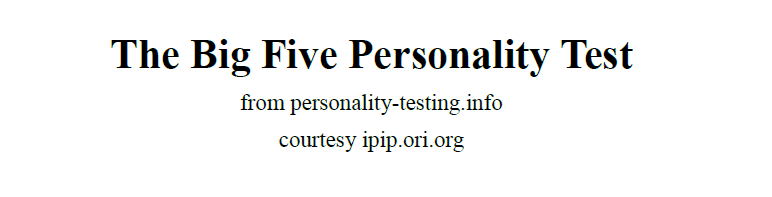 The Big Five Personality Test
from personality-testing.info
courtesy ipip.ori.org